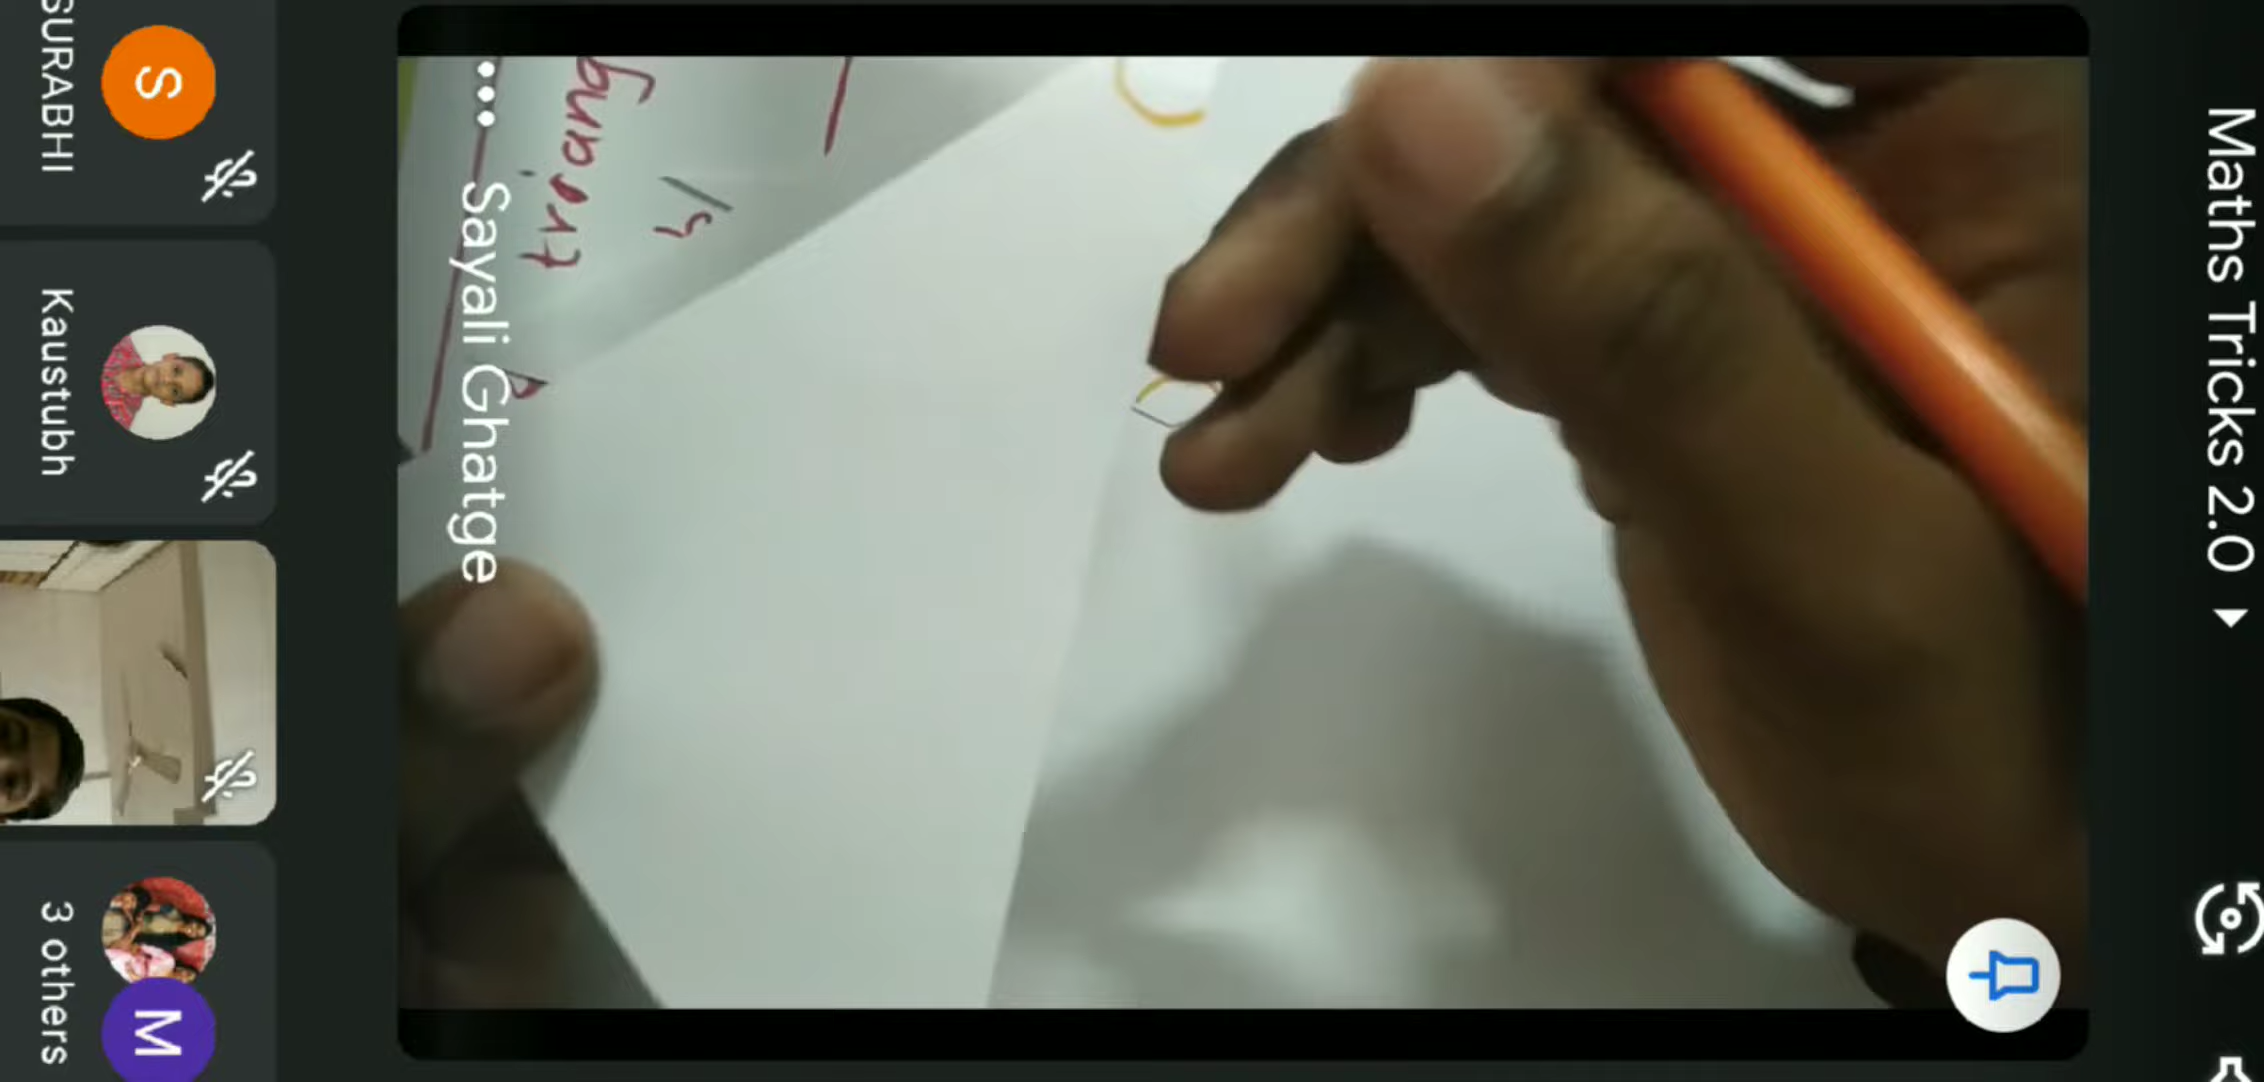 Maths Tricks 2.0
triang
Sayali Ghatge
S
SURABHI
Kaustubh
M
3 others